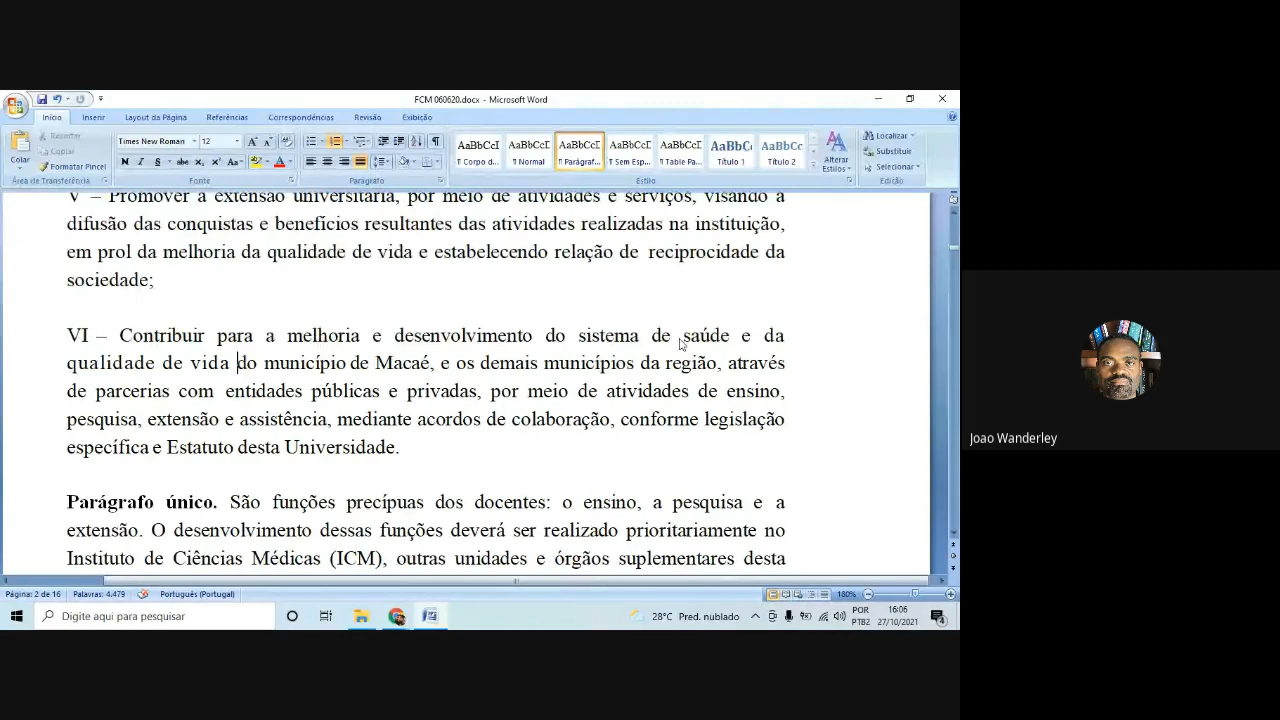 FCM 060620.docx - Microsoft Word
Início Inserir Layout da Página Referências Correspondências Revisão Exibição
Colar
Recortar
Copiar
Formatar Pincel
Área de Transferência
Times New Roman 12
Fonte
Parágrafo
AaBbCcI AaBbCcI AaBbCcI AaBbCcI AaBbCcI AaBbC AaBbCc
¶ Corpo d... ¶ Normal ¶ Parágraf... ¶ Sem Esp... ¶ Table Pa... Título 1 Título 2
Alterar Estilos
Estilo
Localizar
Substituir
Selecionar
Edição
V – Promover a extensão universitária, por meio de atividades e serviços, visando a
difusão das conquistas e benefícios resultantes das atividades realizadas na instituição,
em prol da melhoria da qualidade de vida e estabelecendo relação de reciprocidade da
sociedade;
VI – Contribuir para a melhoria e desenvolvimento do sistema de saúde e da
qualidade de vida do município de Macaé, e os demais municípios da região, através
de parcerias com entidades públicas e privadas, por meio de atividades de ensino,
pesquisa, extensão e assistência, mediante acordos de colaboração, conforme legislação
específica e Estatuto desta Universidade.
Parágrafo único. São funções precípuas dos docentes: o ensino, a pesquisa e a
extensão. O desenvolvimento dessas funções deverá ser realizado prioritariamente no
Instituto de Ciências Médicas (ICM), outras unidades e órgãos suplementares desta
Joao Wanderley
Página: 2 de 16 Palavras: 4.479 Português (Portugal) 180%
Digite aqui para pesquisar
28°C Pred. nublado
POR
PTB2
16:06
27/10/2021
4